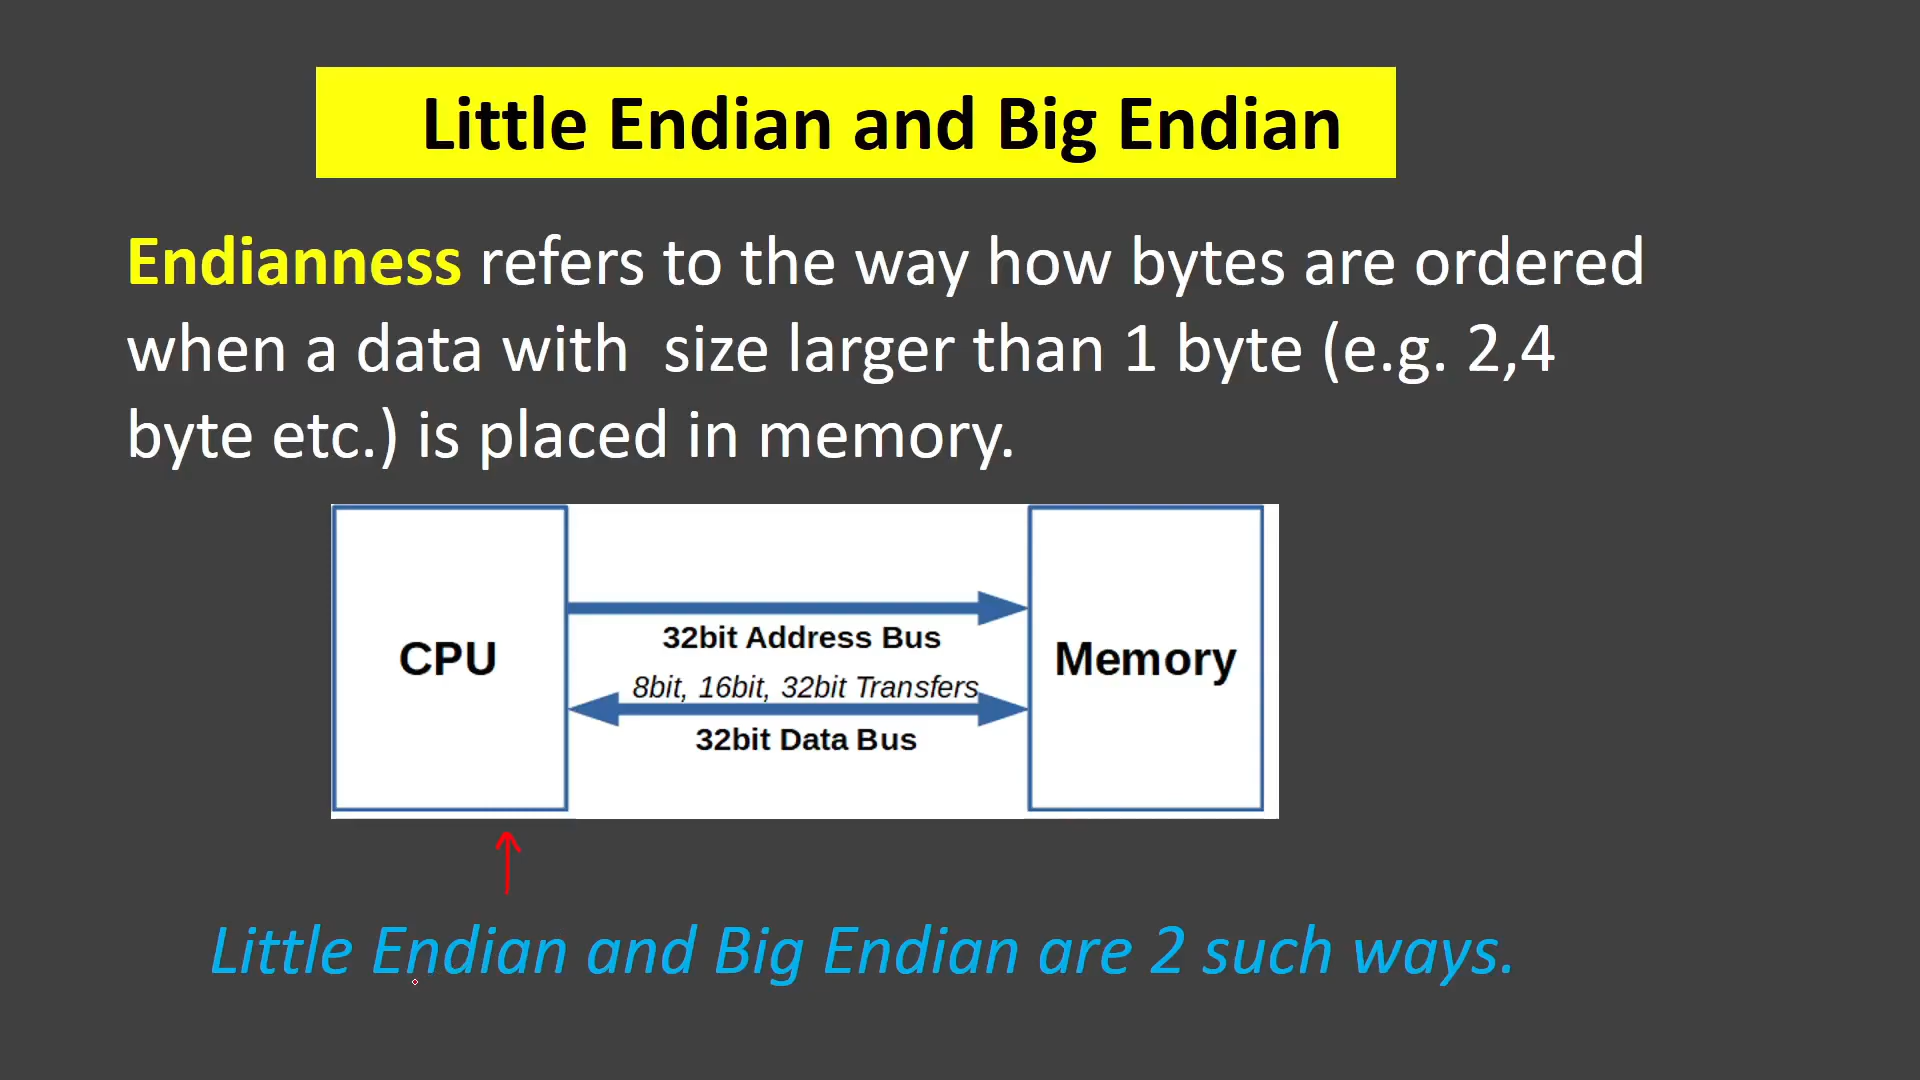 Little Endian and Big Endian
Endianness refers to the way how bytes are ordered
when a data with size larger than 1 byte (e.g. 2,4
byte etc.) is placed in memory.
32bit Address Bus
CPU
Memory
8bit, 16bit, 32bit Transfers
32bit Data Bus
Little Endian and Big Endian are 2 such ways.